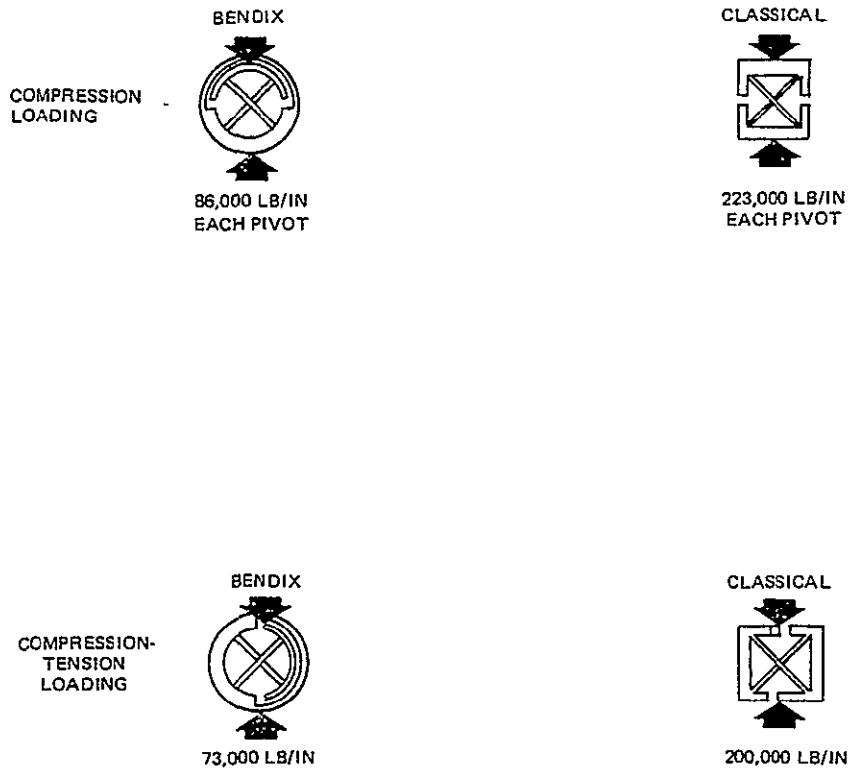 BENDIX
CLASSICAL
COMPRESSION
LOADING
86,000 LB/IN
EACH PIVOT
223,000 LB/IN
EACH PIVOT
BENDIX
CLASSICAL
COMPRESSION-
TENSION
LOADING
73,000 LB/IN
200,000 LB/IN